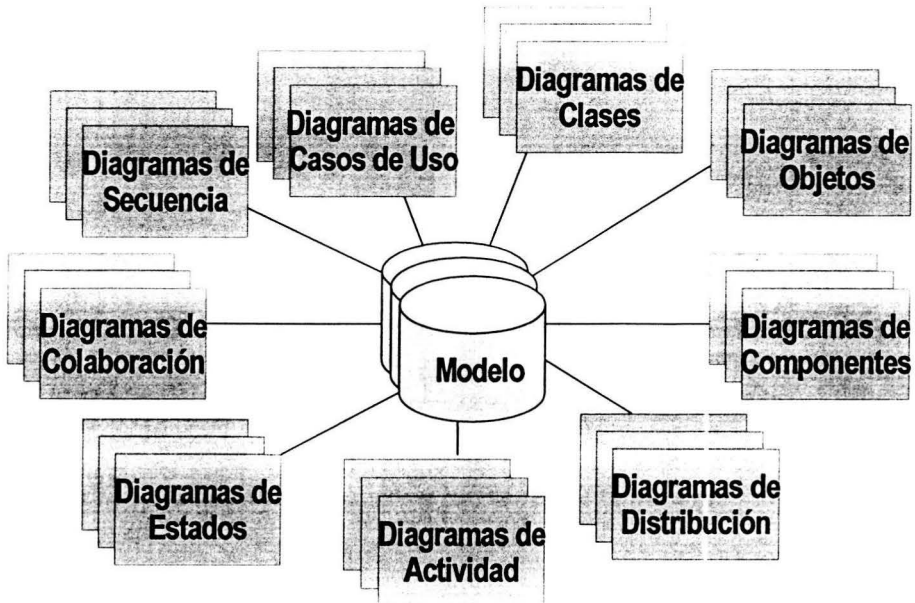 Diagramas de
Clases
Diagramas de
Casos de Uso
Diagramas de
Objetos
Diagramas de
Secuencia
Diagramas de
Colaboración
Modelo
Diagramas de
Componentes
Diagramas de
Estados
Diagramas de
Actividad
Diagramas de
Distribución